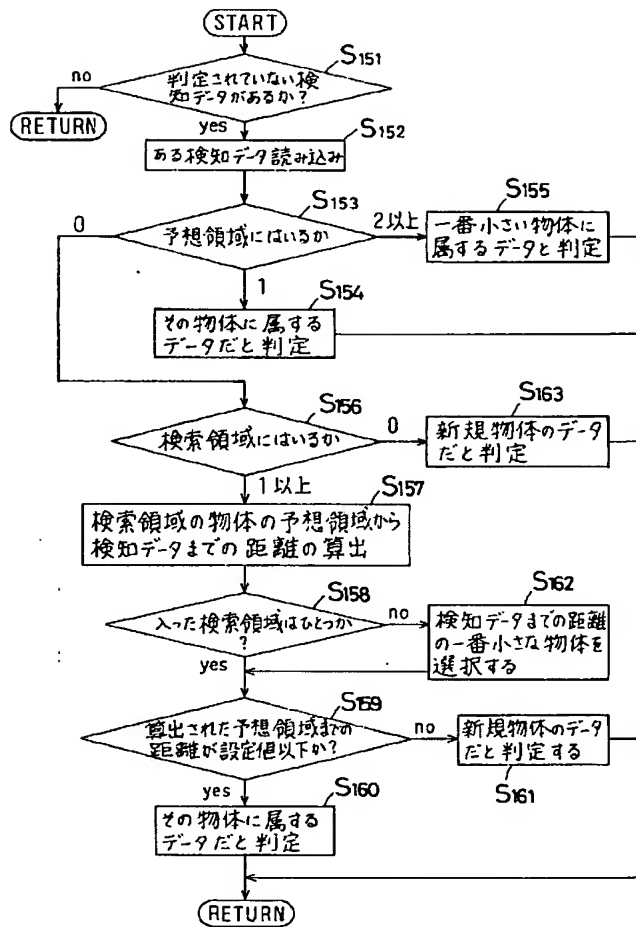 START
S151
no
判定されていない検
知データがあるか?
RETURN
yes
S152
ある検知データ読み込み
S153
0
予想領域にはいるか
2以上
S155
一番小さい物体に
属するデータと判定
1
S154
その物体に属する
データだと判定
S156
検索領域にはいるか
0
S163
新規物体のデータ
だと判定
1以上
S157
検索領域の物体の予想領域から
検知データまでの距離の算出
S158
入った検索領域はひとつか
?
no
S162
検知データまでの距離
の一番小さな物体を
選択する
yes
S159
算出された予想領域までの
距離が設定値以下か?
no
新規物体のデータ
だと判定する
S161
yes
S160
その物体に属する
データだと判定
RETURN